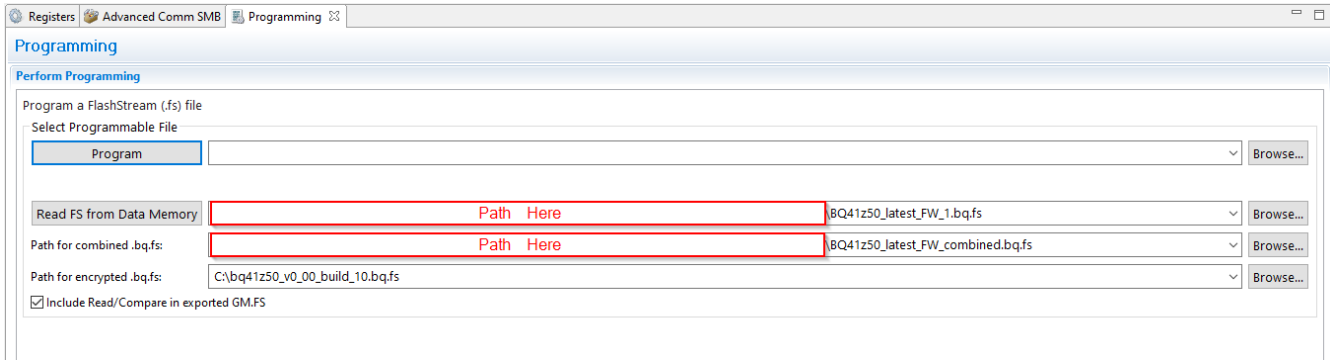 Registers Advanced Comm SMB Programming
Programming
Perform Programming
Program a FlashStream (.fs) file
Select Programmable File
Program Browse...
Read FS from Data Memory Path Here \BQ41z50_latest_FW_1.bq.fs Browse...
Path for combined .bq.fs: Path Here \BQ41z50_latest_FW_combined.bq.fs Browse...
Path for encrypted .bq.fs: C:\bq41z50_v0_00_build_10.bq.fs Browse...
Include Read/Compare in exported GM.FS